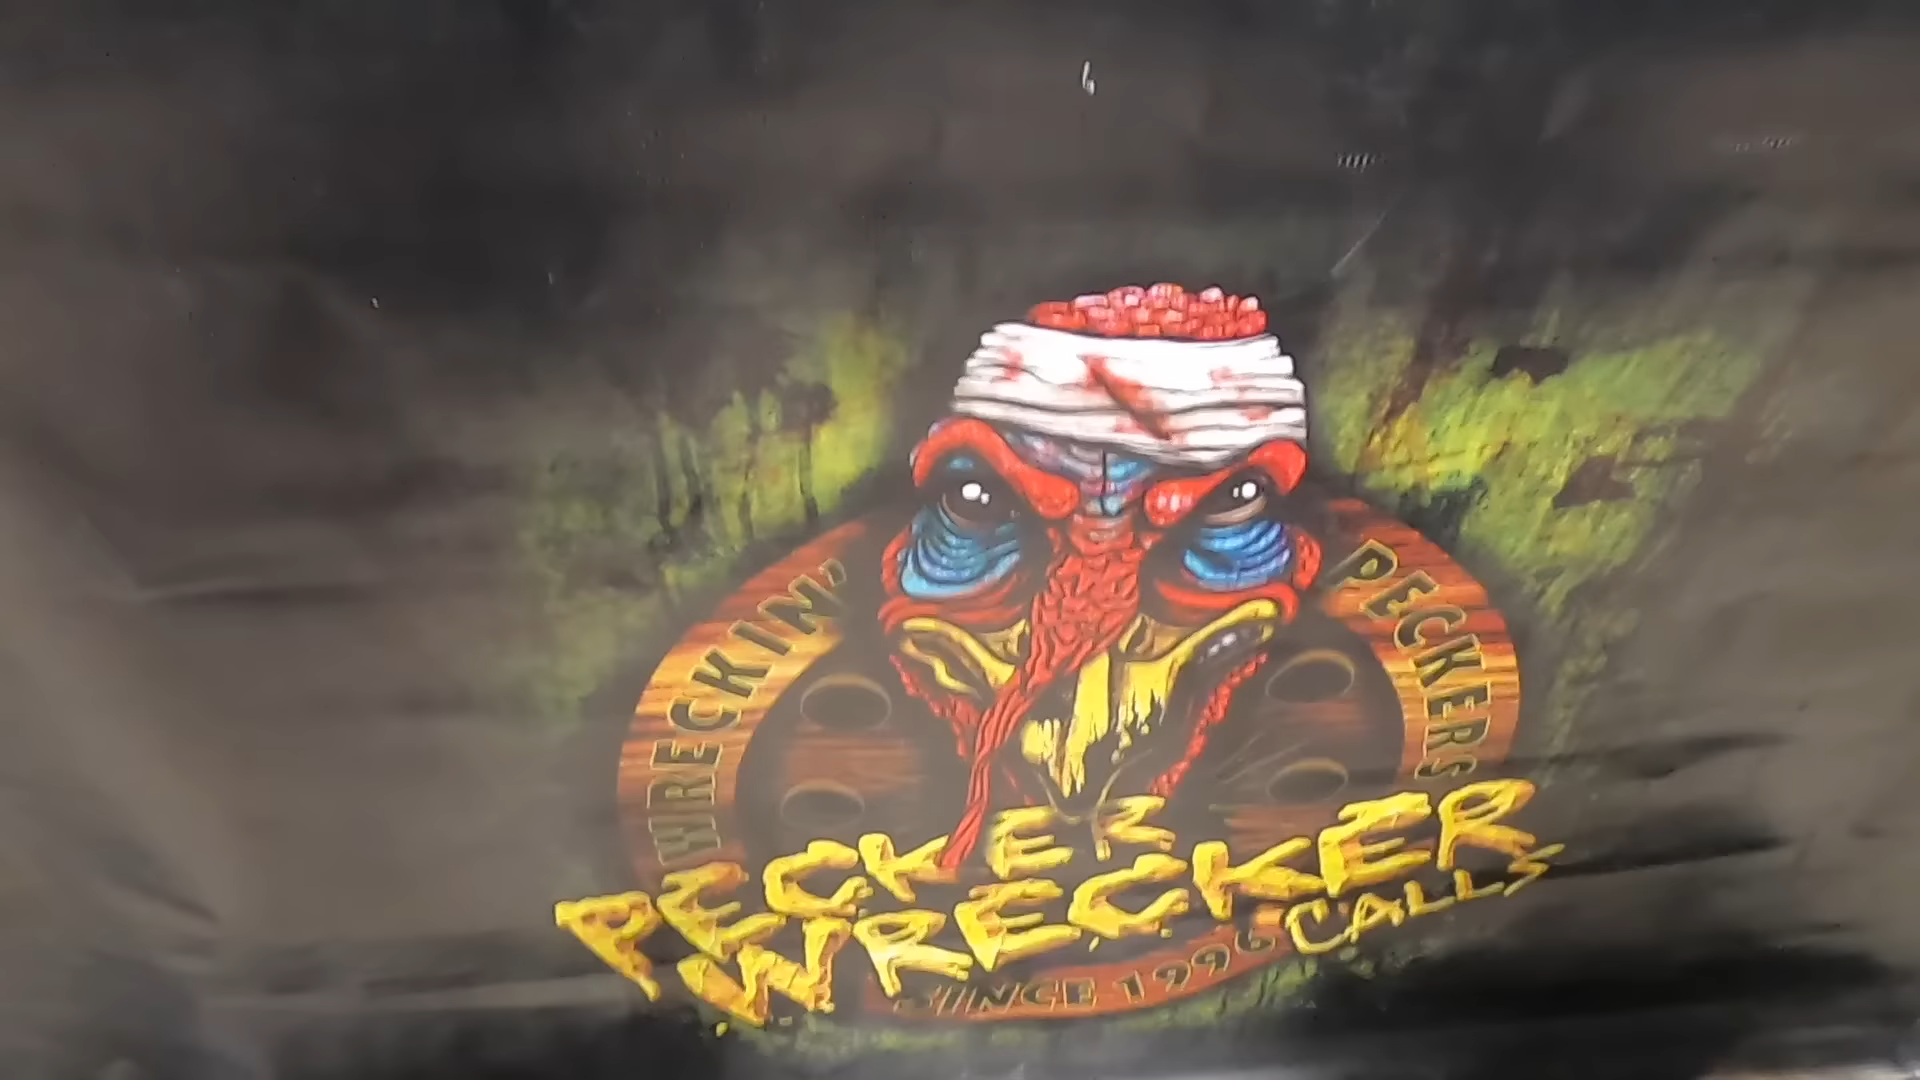 WRECKIN'
PECKERS
PECKER
WRECKER
CALLS
SINCE 1996